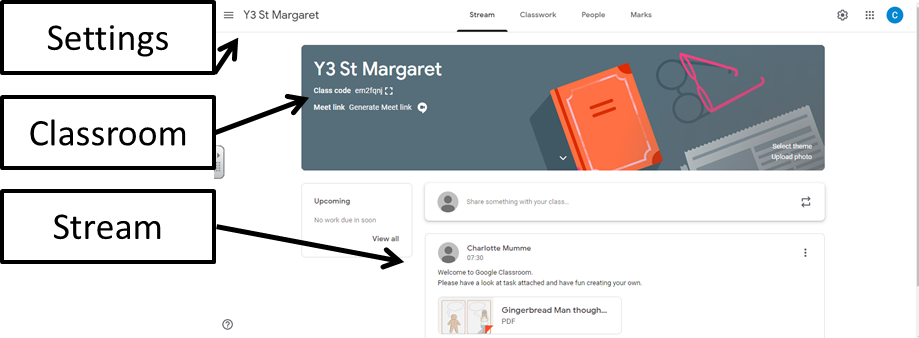 Settings
Classroom
Stream
Y3 St Margaret
Stream Classwork People Marks
C
Y3 St Margaret
Class code em2fqnj
Meet link Generate Meet link
Select theme
Upload photo
Upcoming
No work due in soon
View all
Share something with your class...
Charlotte Mumme
07:30
Welcome to Google Classroom.
Please have a look at task attached and have fun creating your own.
Gingerbread Man though...
PDF